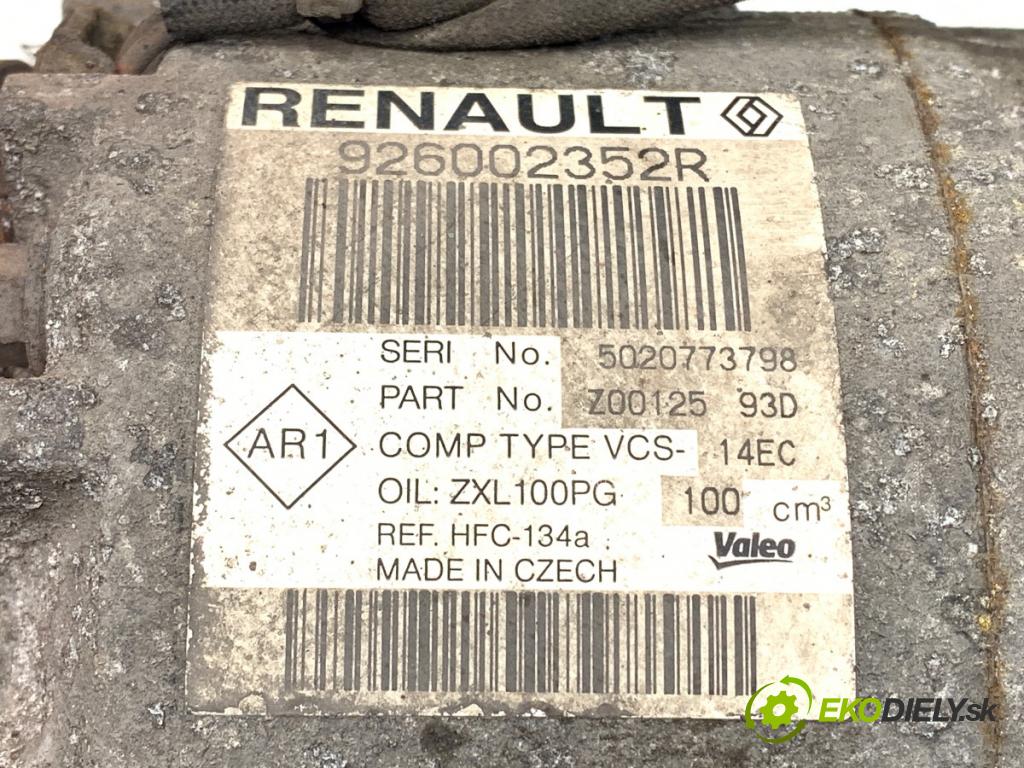 RENAULT
926002352R
SERI No. 5020773798
PART No. Z00125 93D
AR1
COMP TYPE VCS- 14EC
OIL: ZXL100PG 100 cm³
REF. HFC-134a
Valeo
MADE IN CZECH
EKODIELY.sk